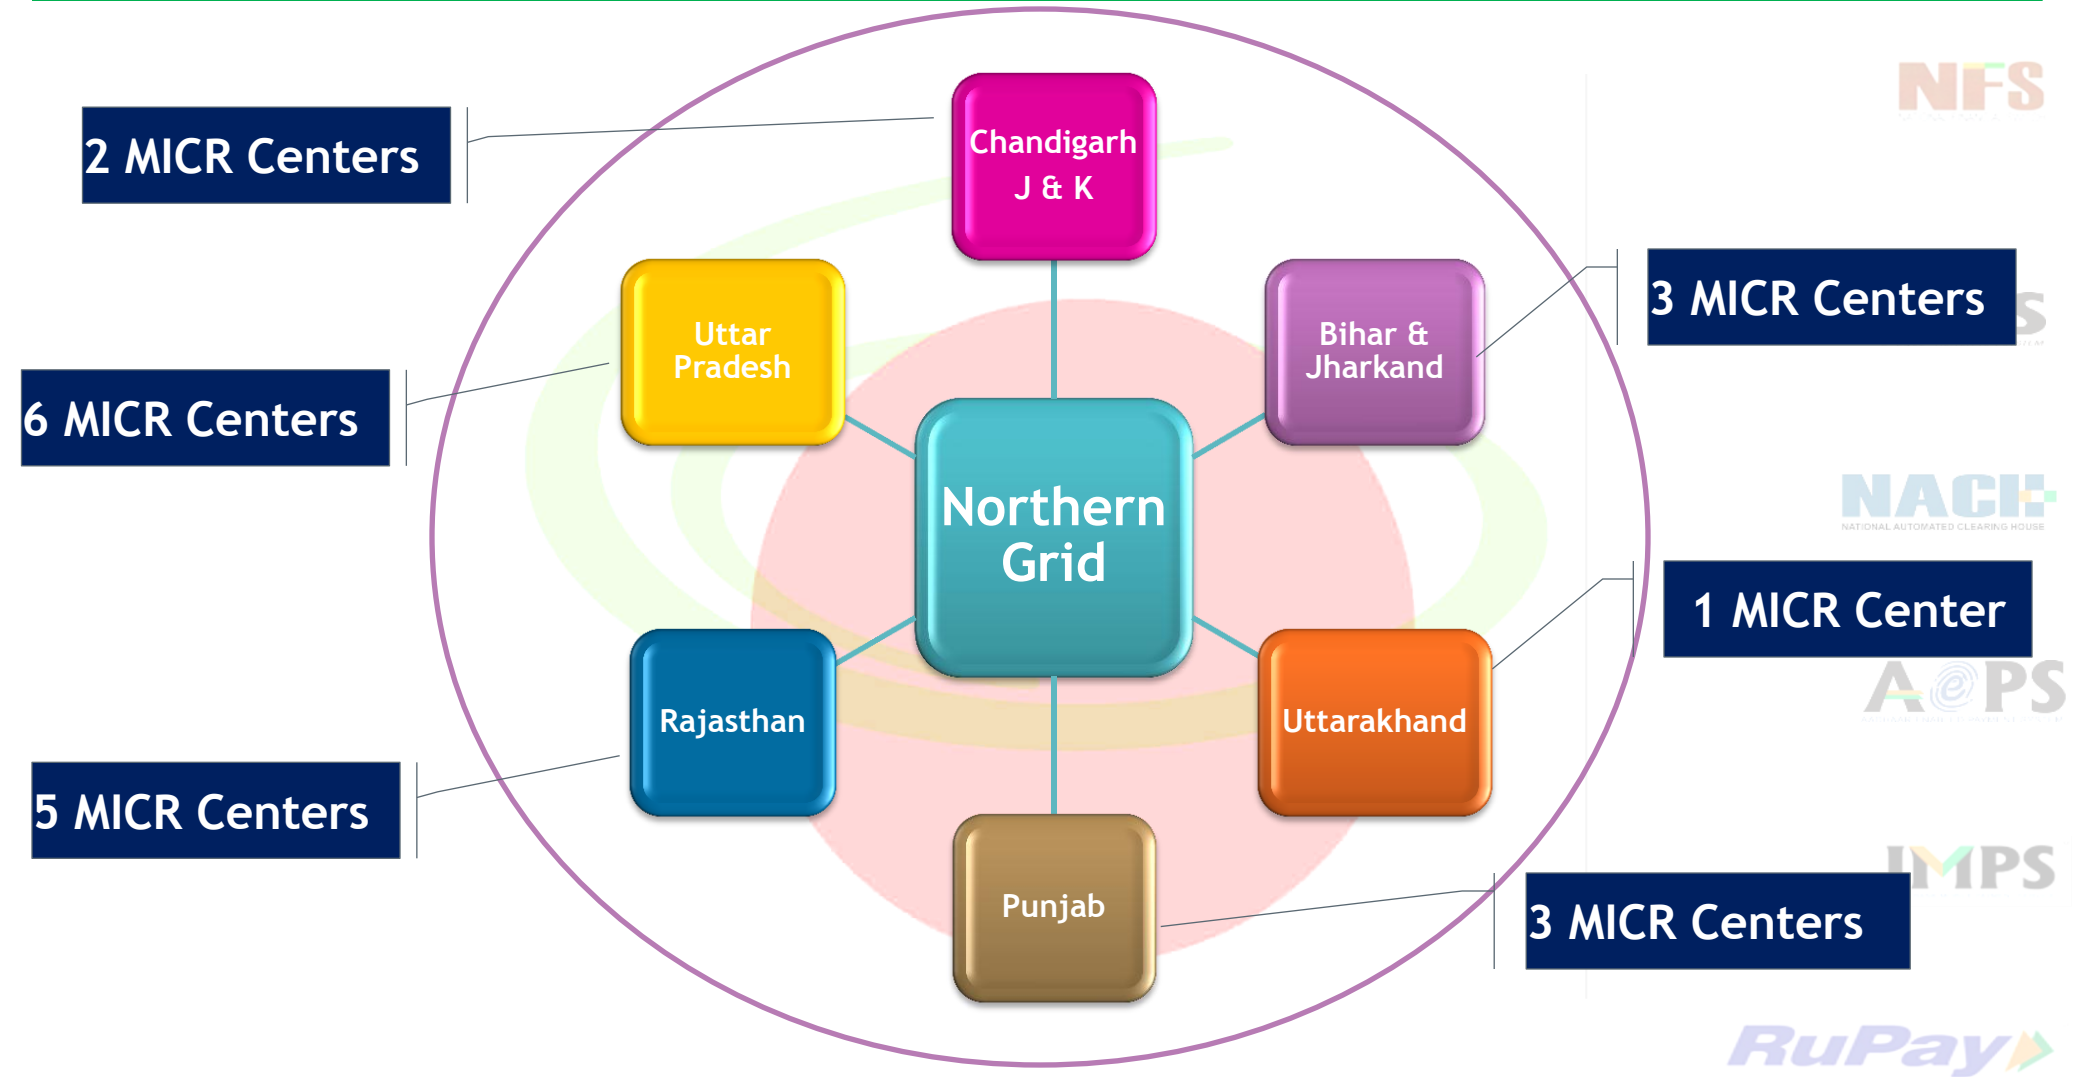 NFS
2 MICR Centers
Chandigarh
J & K
3 MICR Centers
S
Uttar
Pradesh
Bihar &
Jharkand
6 MICR Centers
Northern
Grid
NACH
NATIONAL AUTOMATED CLEARING HOUSE
1 MICR Center
AePS
Rajasthan
Uttarakhand
5 MICR Centers
IMPS
Punjab
3 MICR Centers
RuPay